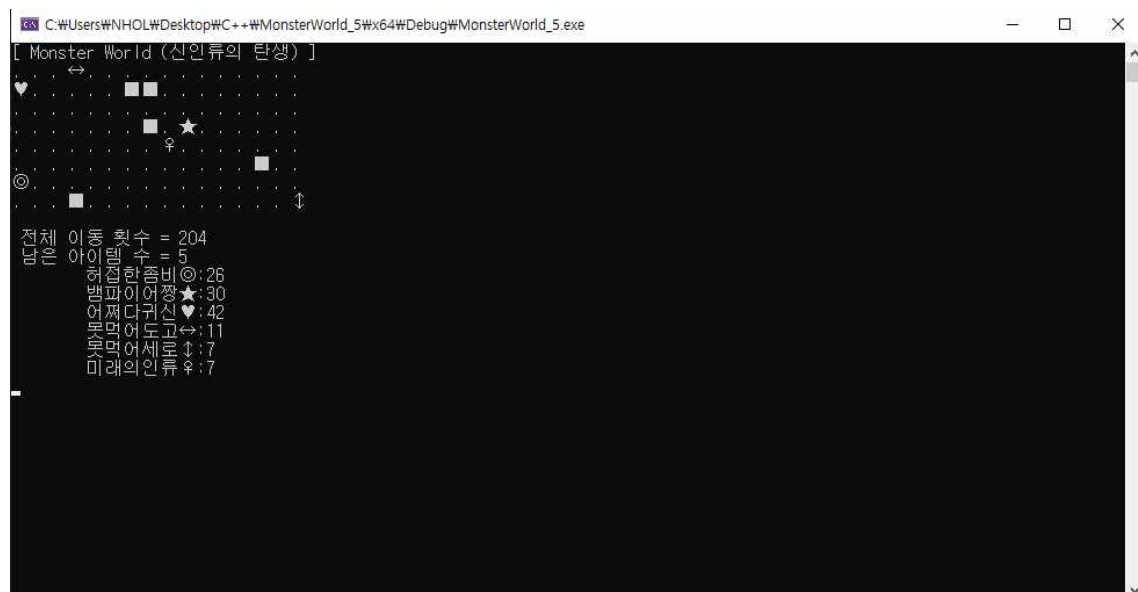 C:₩Users₩NHOL₩Desktop₩C++₩MonsterWorld_5₩x64₩Debug₩MonsterWorld_5.exe
[ Monster World (신인류의 탄생) ]
. . . ↔. . . . . . . . . . . .
♥. . . . . ■■. . . . . . . .
. . . . . . . . . . . . . . . .
. . . . . . . ■. ★. . . . . .
. . . . . . . . ♀. . . . . . .
. . . . . . . . . . . . . ■. .
◎. . . . . . . . . . . . . . .
. . . ■. . . . . . . . . . . ↕
전체 이동 횟수 = 204
남은 아이템 수 = 5
허접한좀비◎:26
뱀파이어짱★:30
어쩌다귀신♥:42
못먹어도고↔:11
못먹어세로↕:7
미래의인류♀:7